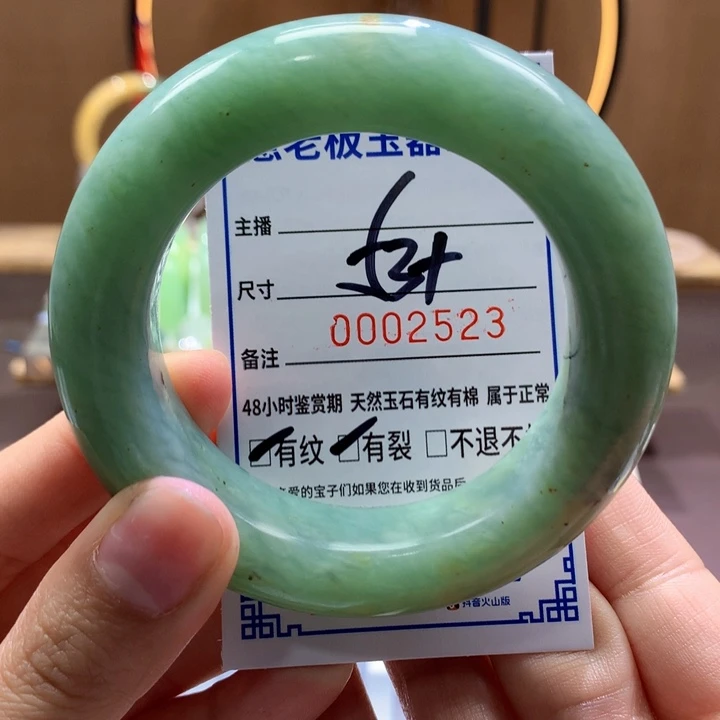 老板玉器
主播
尺寸
0002523
备注
48小时鉴赏期 天然玉石有纹有棉 属于正常
☑有纹 ☑有裂 □不退不
爱的宝子们如果您在收到货品后
抖音火山版